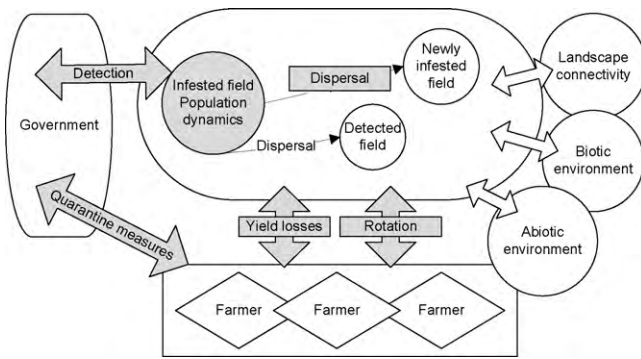 Detection
Government
Quarantine measures
Infested field
Population
dynamics
Dispersal
Newly
infested
field
Dispersal
Detected
field
Landscape
connectivity
Biotic
environment
Abiotic
environment
Yield losses
Rotation
Farmer
Farmer
Farmer